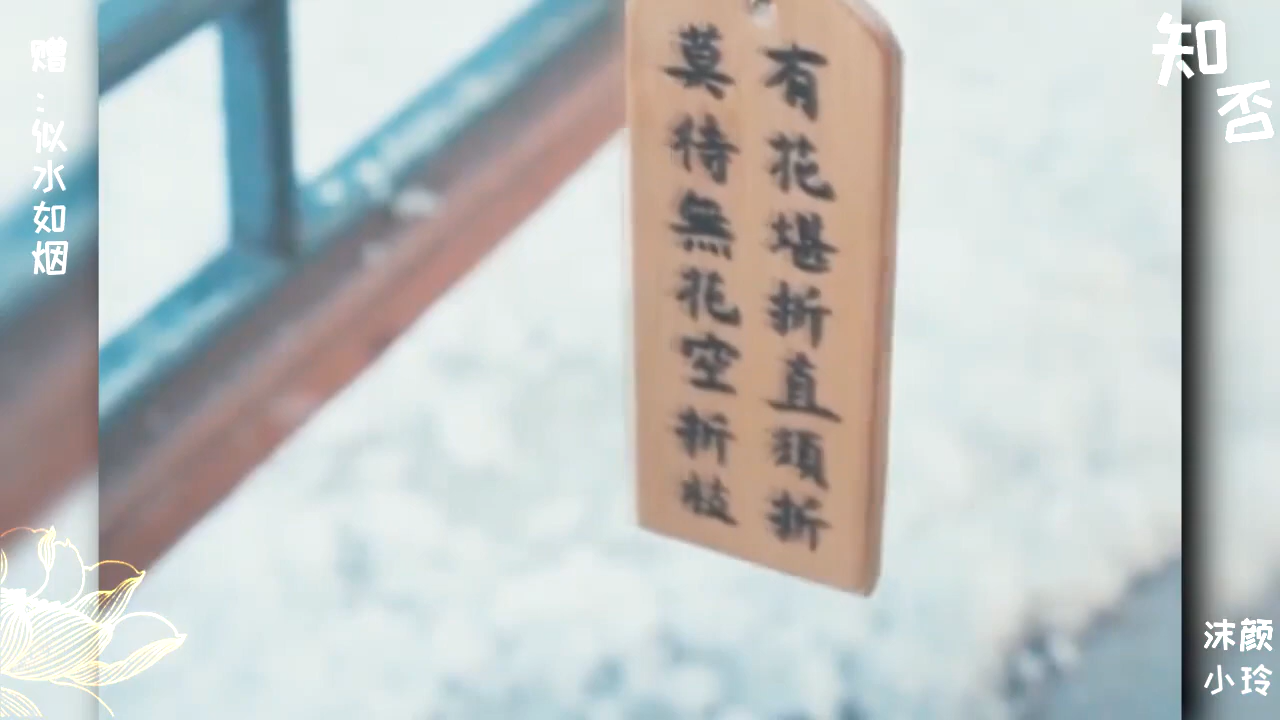 赠：似水如烟
有花堪折直須折
莫待無花空折枝
知否
沫颜
小玲